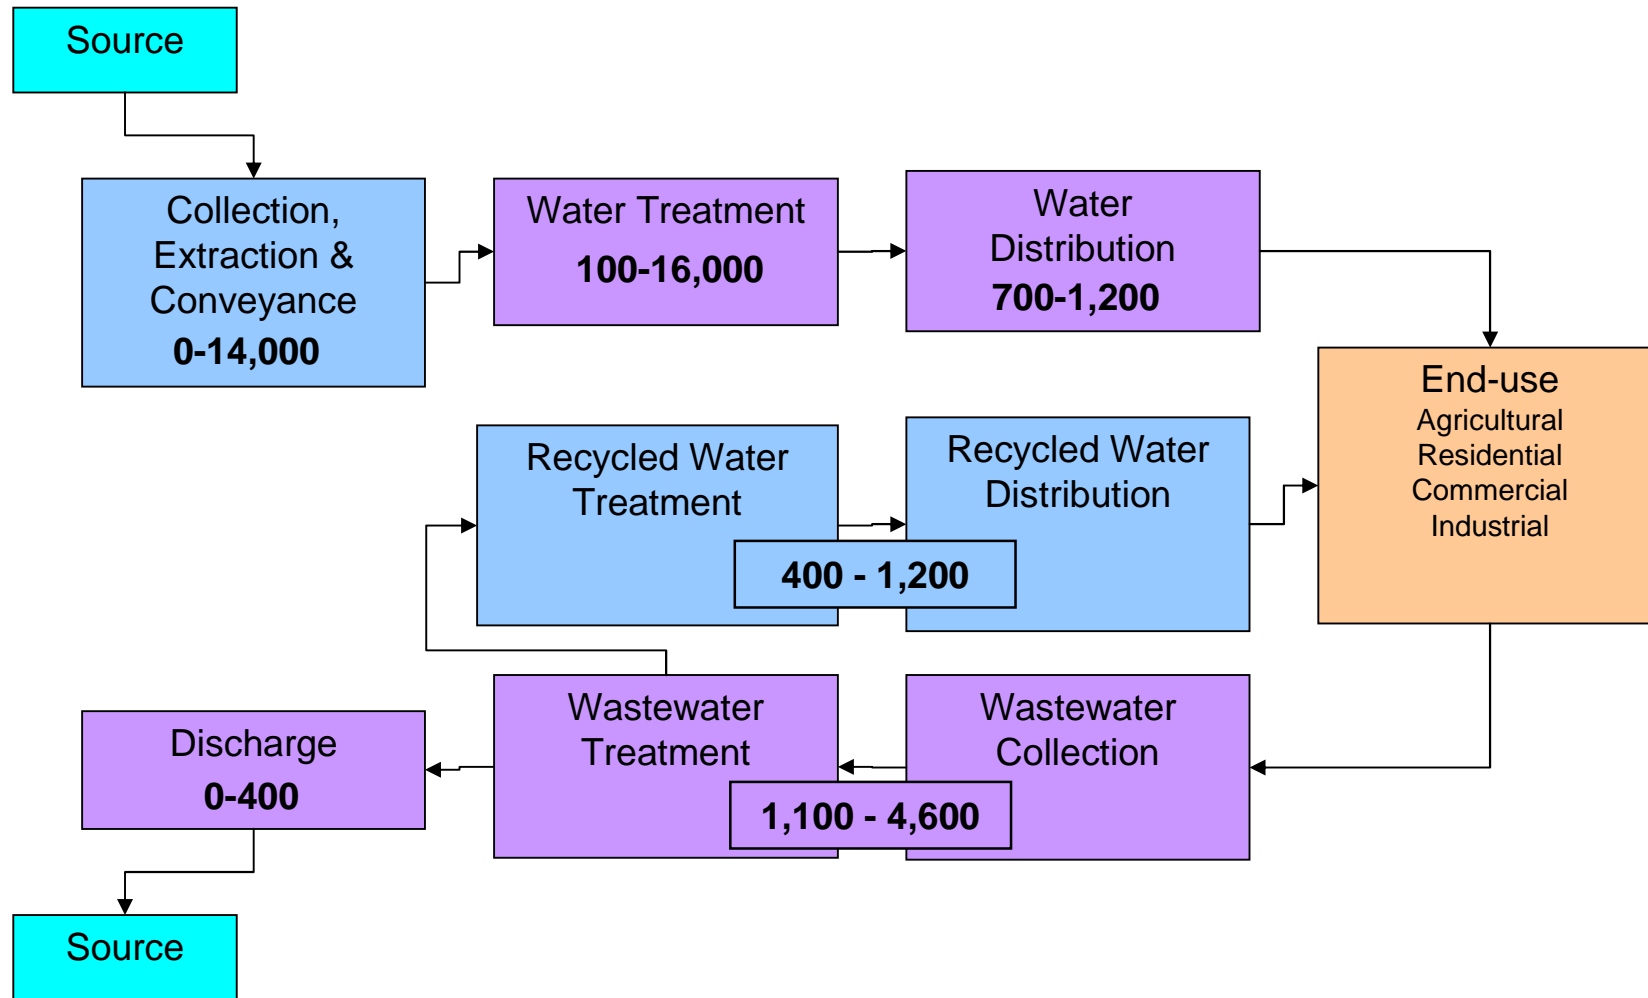 Source
Collection,
Extraction &
Conveyance
0-14,000
Water Treatment
100-16,000
Water
Distribution
700-1,200
End-use
Agricultural
Residential
Commercial
Industrial
Recycled Water
Treatment
Recycled Water
Distribution
400 - 1,200
Wastewater
Treatment
Wastewater
Collection
1,100 - 4,600
Discharge
0-400
Source